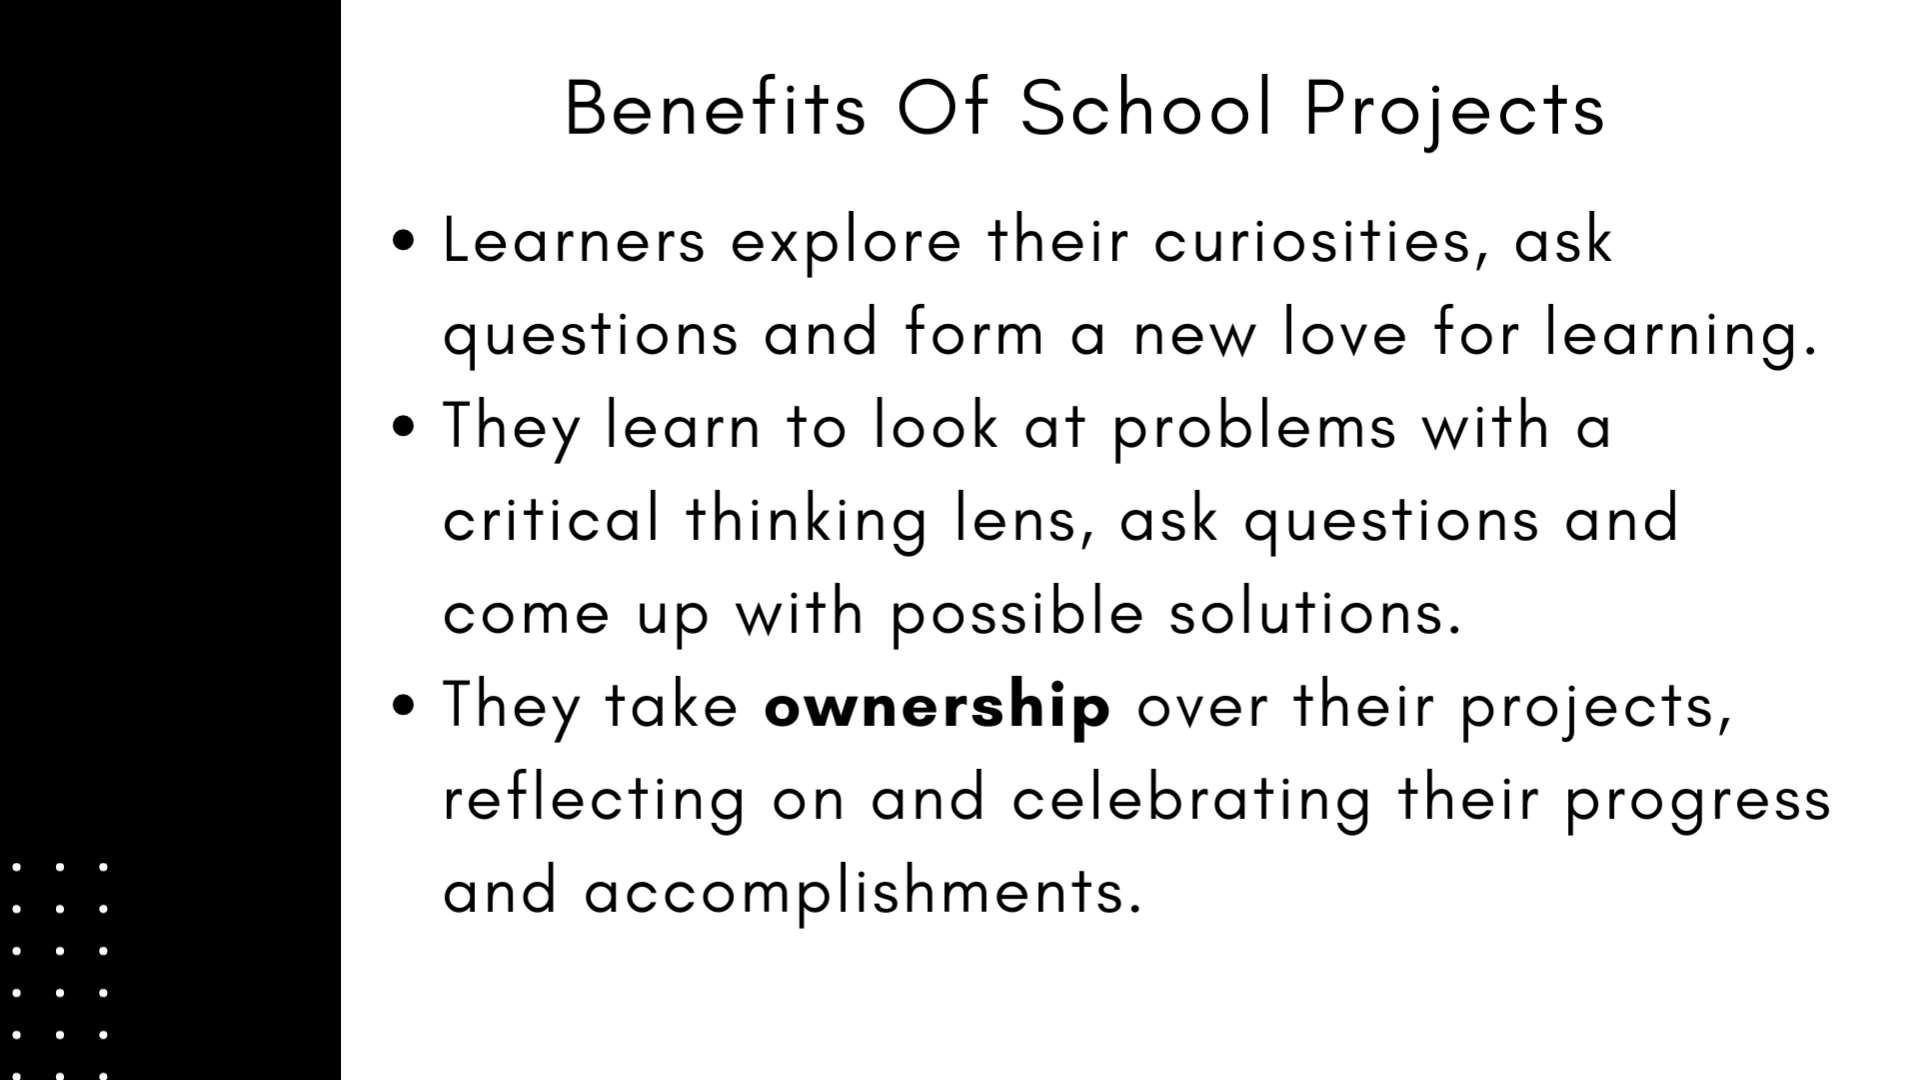 Benefits Of School Projects
• Learners explore their curiosities, ask
questions and form a new love for learning.
• They learn to look at problems with a
critical thinking lens, ask questions and
come up with possible solutions.
• They take ownership over their projects,
reflecting on and celebrating their progress
and accomplishments.